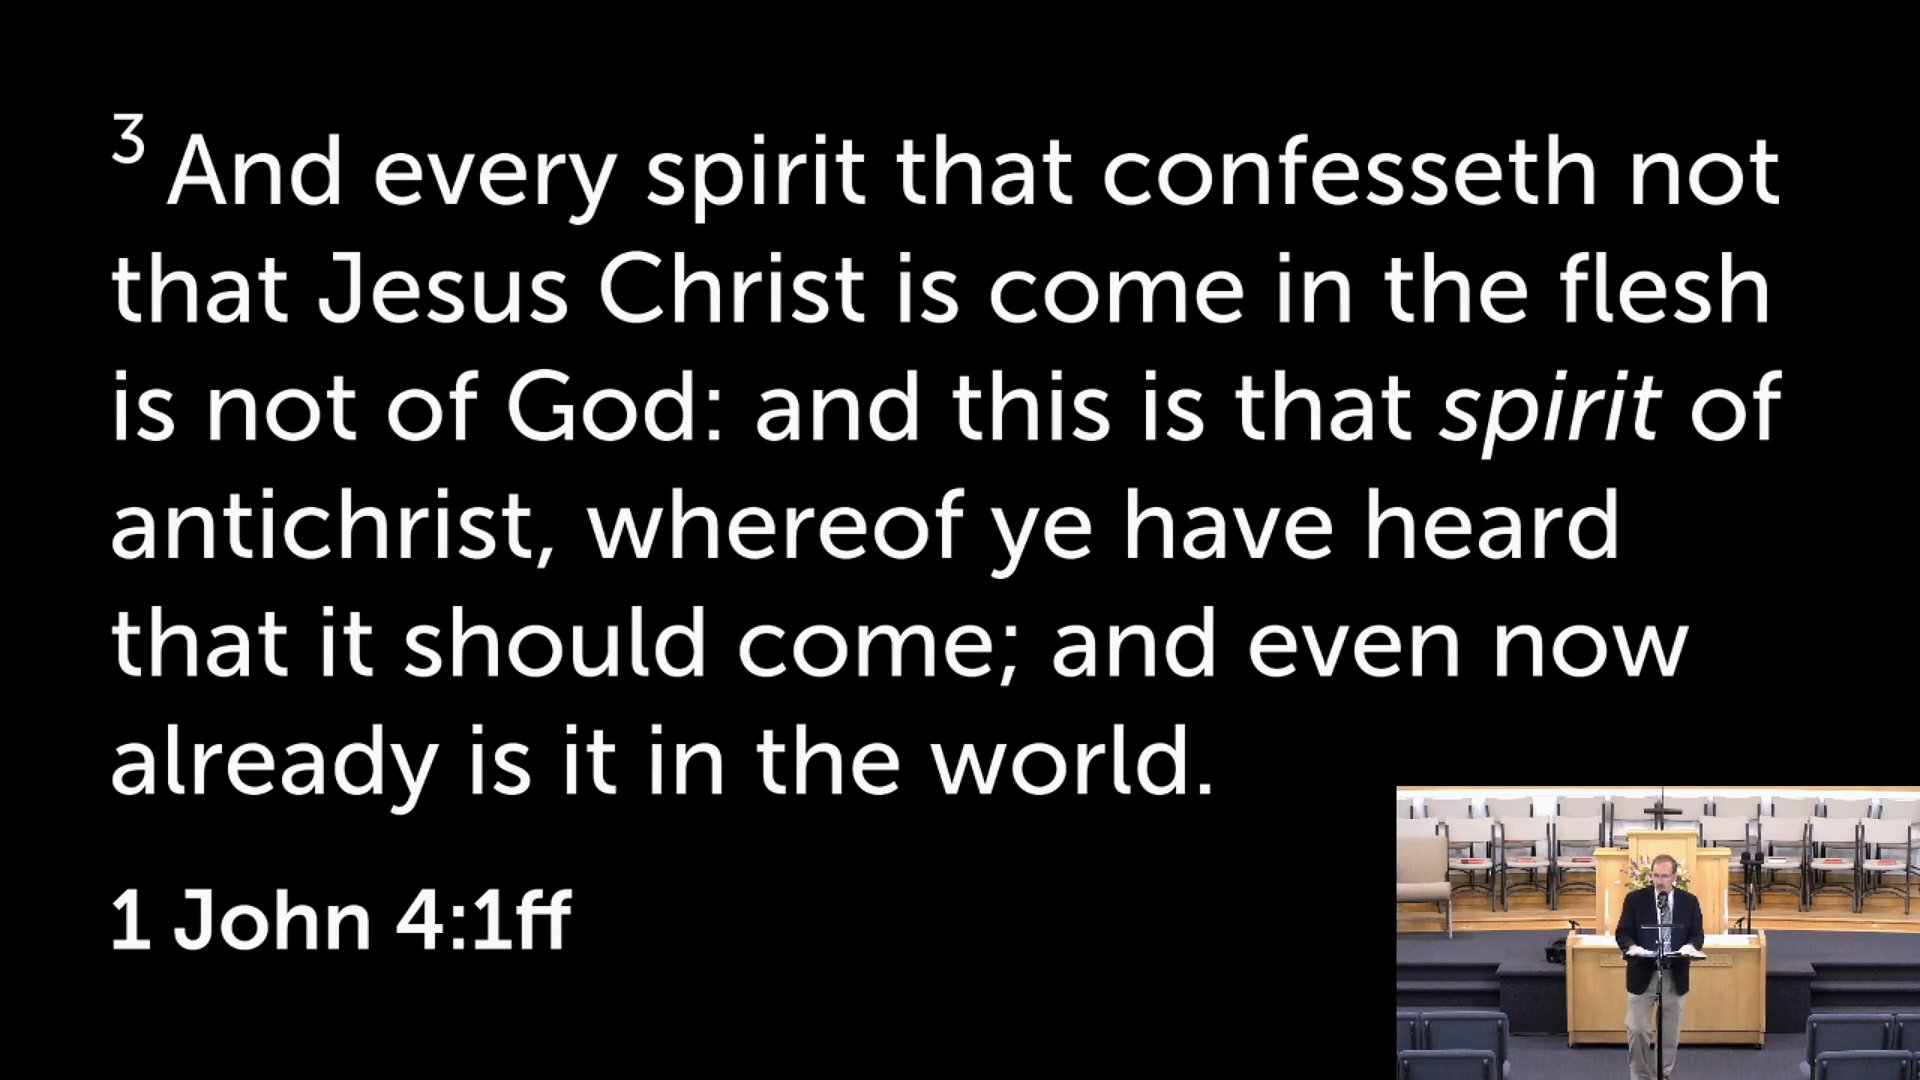 3 And every spirit that confesseth not
that Jesus Christ is come in the flesh
is not of God: and this is that spirit of
antichrist, whereof ye have heard
that it should come; and even now
already is it in the world.
1 John 4:1ff